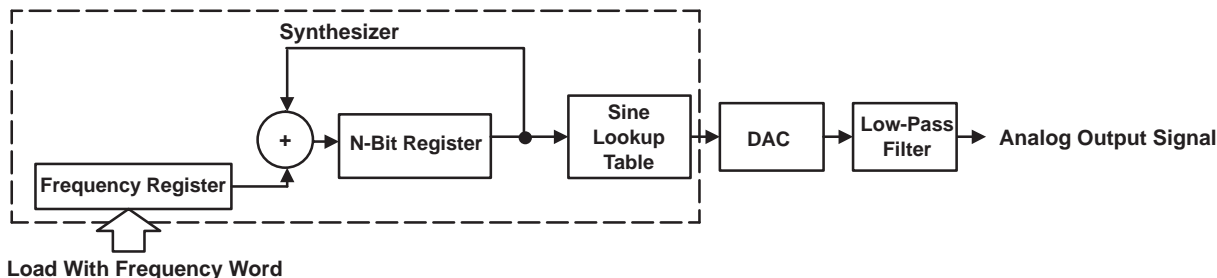 Synthesizer
+
N-Bit Register
Sine
Lookup
Table
DAC
Low-Pass
Filter
Analog Output Signal
Frequency Register
Load With Frequency Word